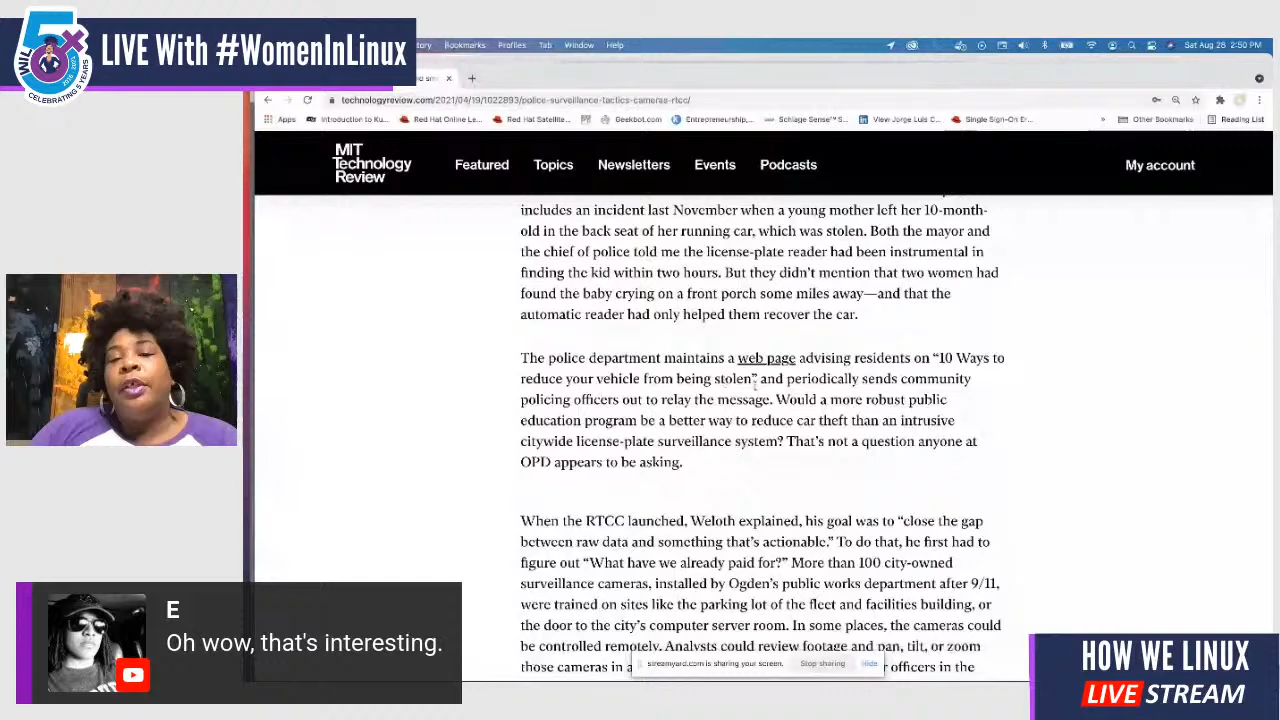 WiL
2016 2021
CELEBRATING 5 YEARS
LIVE With #WomenInLinux
Bookmarks Profiles Tab Window Help
Sat Aug 28 2:50 PM
technologyreview.com/2021/04/19/1022893/police-surveillance-tactics-cameras-rtcc/
Apps Introduction to Ku... Red Hat Online Le... Red Hat Satellite... Geekbot.com Entrepreneurship,... Schlage Sense™ S... View Jorge Luis C... Single Sign-On Er... » Other Bookmarks Reading List
MIT
Technology
Review
Featured Topics Newsletters Events Podcasts My account
includes an incident last November when a young mother left her 10-month-
old in the back seat of her running car, which was stolen. Both the mayor and
the chief of police told me the license-plate reader had been instrumental in
finding the kid within two hours. But they didn't mention that two women had
found the baby crying on a front porch some miles away—and that the
automatic reader had only helped them recover the car.
The police department maintains a web page advising residents on “10 Ways to
reduce your vehicle from being stolen” and periodically sends community
policing officers out to relay the message. Would a more robust public
education program be a better way to reduce car theft than an intrusive
citywide license-plate surveillance system? That's not a question anyone at
OPD appears to be asking.
When the RTCC launched, Weloth explained, his goal was to “close the gap
between raw data and something that's actionable.” To do that, he first had to
figure out “What have we already paid for?” More than 100 city-owned
surveillance cameras, installed by Ogden's public works department after 9/11,
were trained on sites like the parking lot of the fleet and facilities building, or
the door to the city's computer server room. In some places, the cameras could
be controlled remotely. Analysts could review footage and pan, tilt, or zoom
those cameras in a officers in the
streamyard.com is sharing your screen. Stop sharing Hide
E
Oh wow, that's interesting.
HOW WE LINUX
LIVE STREAM